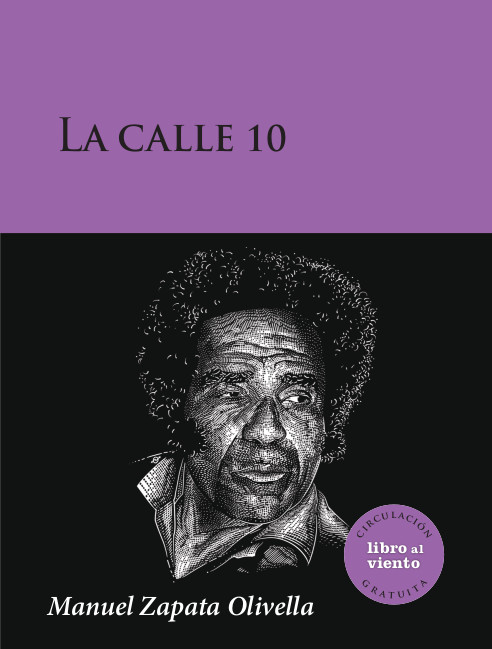 La calle 10
CIRCULACIÓN
libro al
viento
GRATUITA
Manuel Zapata Olivella